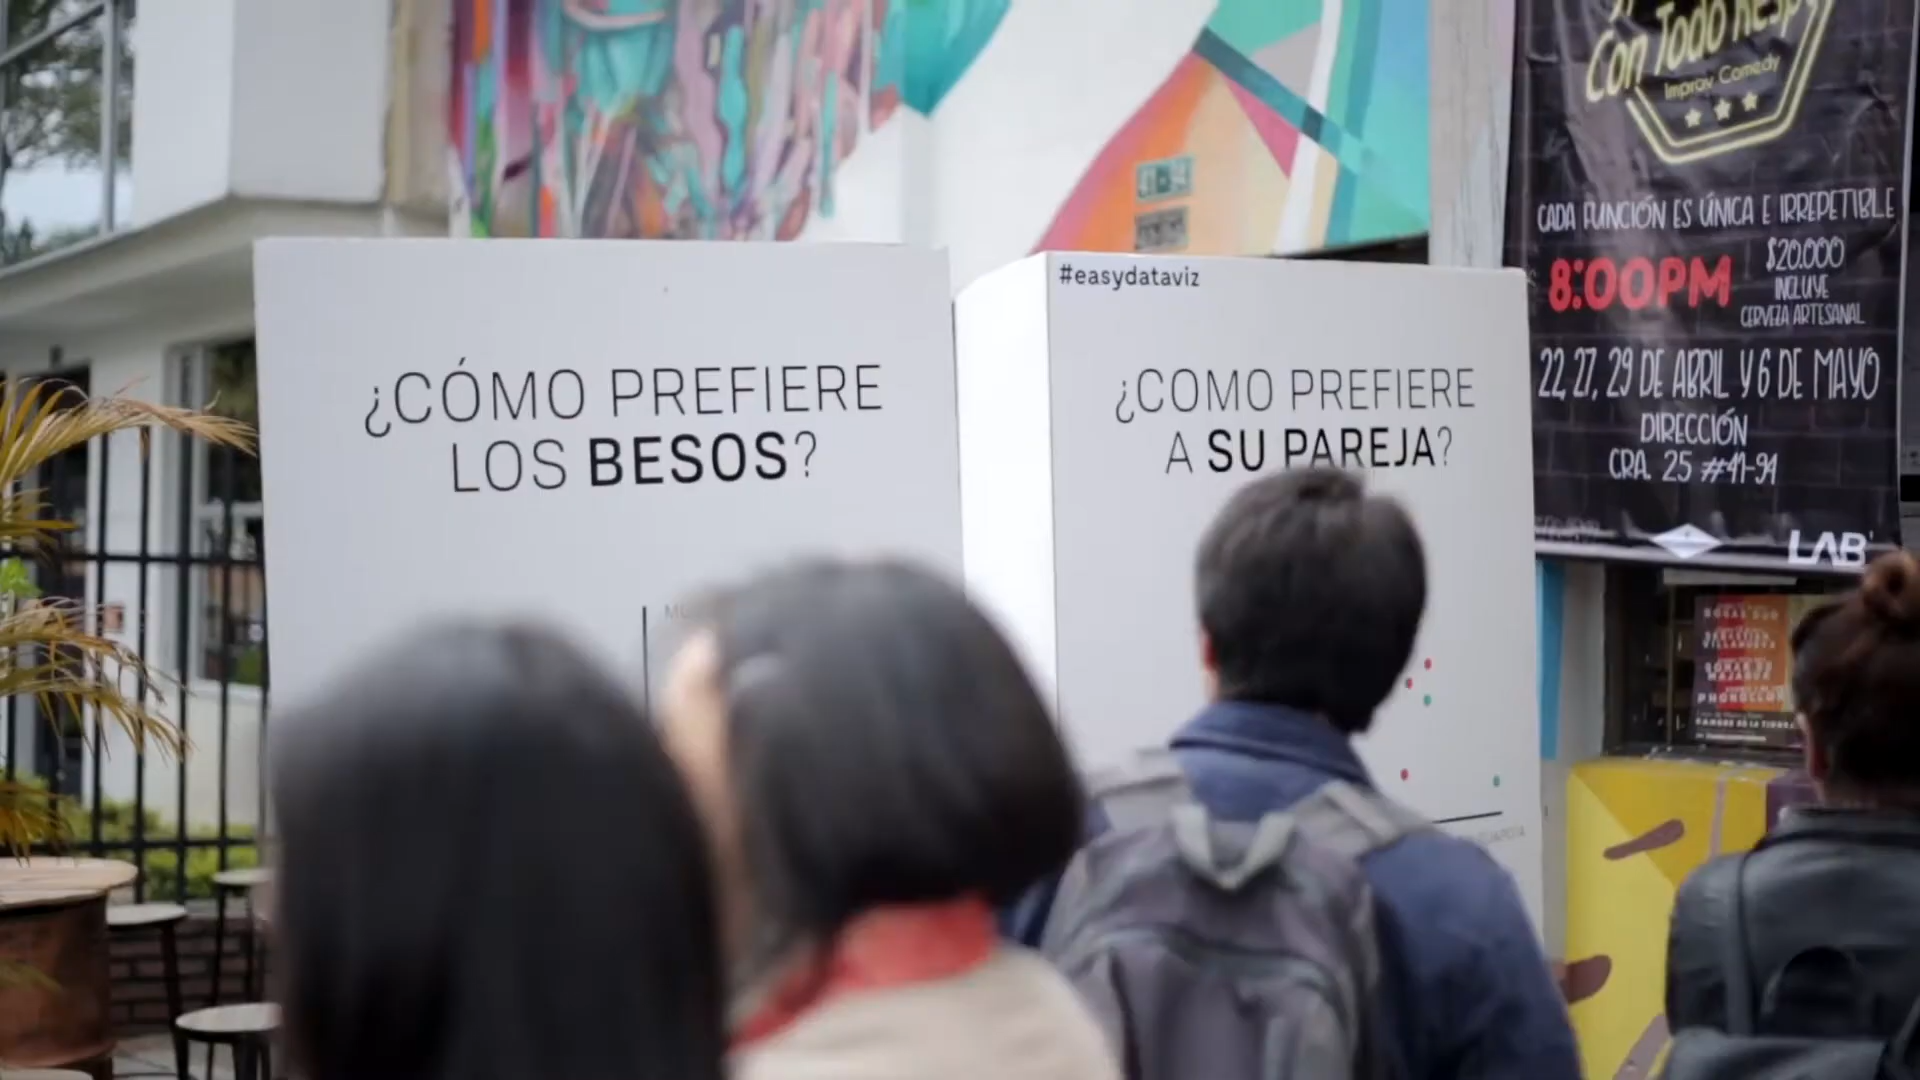 ¿CÓMO PREFIERE
LOS BESOS?
#easydataviz
¿COMO PREFIERE
A SU PAREJA?
Con Todo Resp
Improv Comedy
CADA FUNCIÓN ES ÚNICA E IRREPETIBLE
8:00PM
$20.000
INCLUYE
CERVEZA ARTESANAL
22, 27, 29 DE ABRIL Y 6 DE MAYO
DIRECCIÓN
CRA. 25 #41-94
LAB